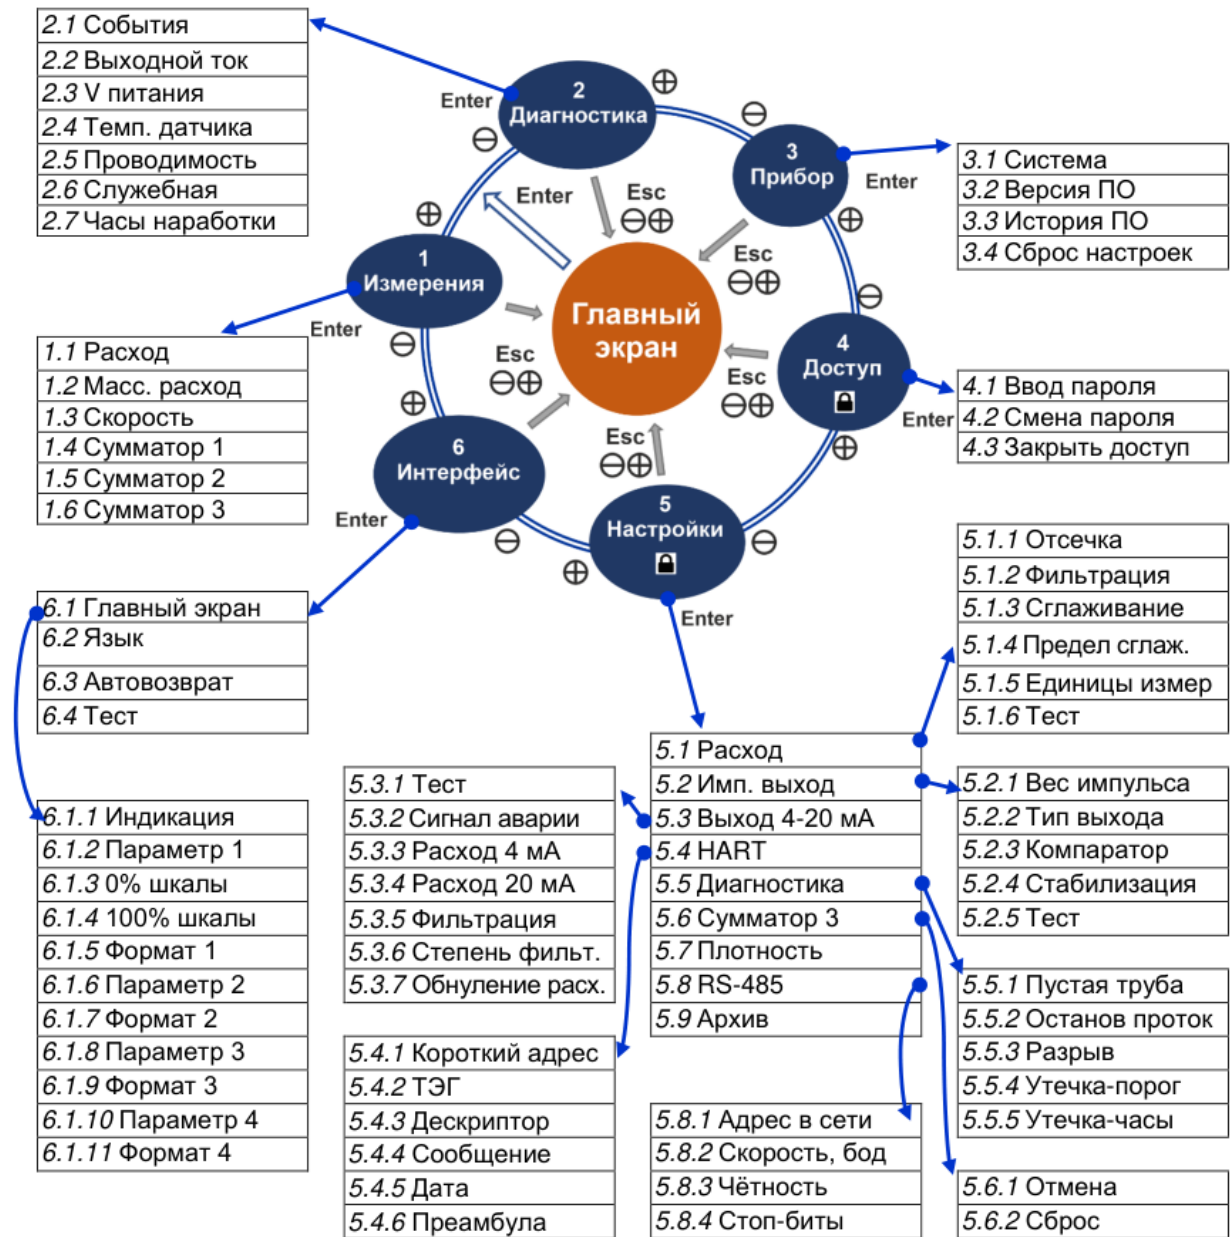 2.1 События
2.2 Выходной ток
2.3 V питания
2.4 Темп. датчика
2.5 Проводимость
2.6 Служебная
2.7 Часы наработки
Enter
2
Диагностика
3
Прибор
Enter
3.1 Система
3.2 Версия ПО
3.3 История ПО
3.4 Сброс настроек
Enter
Esc
Esc
1
Измерения
Enter
Главный
экран
4
Доступ
Enter
Esc
Esc
Esc
4.1 Ввод пароля
4.2 Смена пароля
4.3 Закрыть доступ
1.1 Расход
1.2 Масс. расход
1.3 Скорость
1.4 Сумматор 1
1.5 Сумматор 2
1.6 Сумматор 3
6
Интерфейс
Enter
5
Настройки
Enter
5.1.1 Отсечка
5.1.2 Фильтрация
5.1.3 Сглаживание
5.1.4 Предел сглаж.
5.1.5 Единицы измер
5.1.6 Тест
6.1 Главный экран
6.2 Язык
6.3 Автовозврат
6.4 Тест
5.1 Расход
5.2 Имп. выход
5.3 Выход 4-20 мА
5.4 HART
5.5 Диагностика
5.6 Сумматор 3
5.7 Плотность
5.8 RS-485
5.9 Архив
5.3.1 Тест
5.3.2 Сигнал аварии
5.3.3 Расход 4 мА
5.3.4 Расход 20 мА
5.3.5 Фильтрация
5.3.6 Степень фильт.
5.3.7 Обнуление расх.
5.2.1 Вес импульса
5.2.2 Тип выхода
5.2.3 Компаратор
5.2.4 Стабилизация
5.2.5 Тест
6.1.1 Индикация
6.1.2 Параметр 1
6.1.3 0% шкалы
6.1.4 100% шкалы
6.1.5 Формат 1
6.1.6 Параметр 2
6.1.7 Формат 2
6.1.8 Параметр 3
6.1.9 Формат 3
6.1.10 Параметр 4
6.1.11 Формат 4
5.4.1 Короткий адрес
5.4.2 ТЭГ
5.4.3 Дескриптор
5.4.4 Сообщение
5.4.5 Дата
5.4.6 Преамбула
5.8.1 Адрес в сети
5.8.2 Скорость, бод
5.8.3 Чётность
5.8.4 Стоп-биты
5.5.1 Пустая труба
5.5.2 Останов проток
5.5.3 Разрыв
5.5.4 Утечка-порог
5.5.5 Утечка-часы
5.6.1 Отмена
5.6.2 Сброс